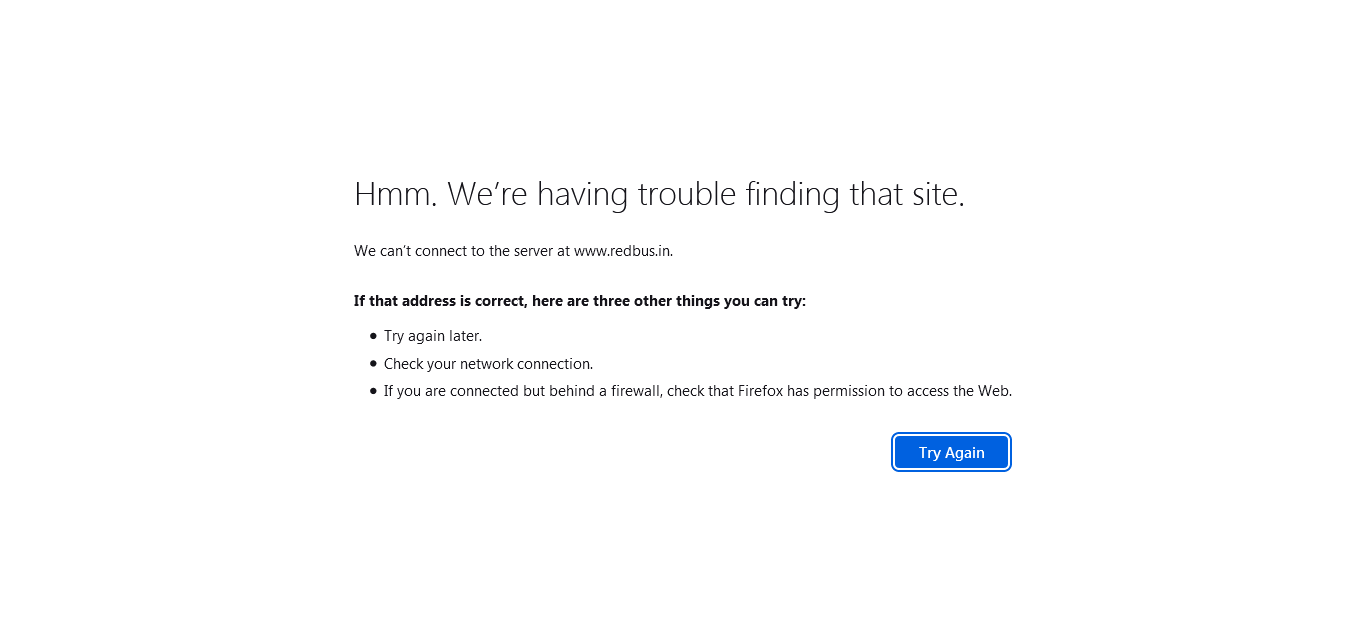 Hmm. We’re having trouble finding that site.
We can’t connect to the server at www.redbus.in.
If that address is correct, here are three other things you can try:
• Try again later.
• Check your network connection.
• If you are connected but behind a firewall, check that Firefox has permission to access the Web.
Try Again